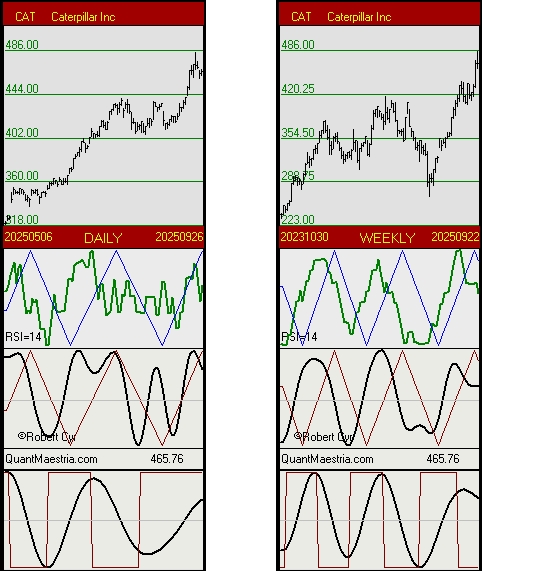 CAT Caterpillar Inc
486.00
444.00
402.00
360.00
318.00
20250506 DAILY 20250926
RSI=14
©Robert Cyr
QuantMaestria.com 465.76
CAT Caterpillar Inc
486.00
420.25
354.50
288.75
223.00
20231030 WEEKLY 20250922
RSI=14
©Robert Cyr
QuantMaestria.com 465.76